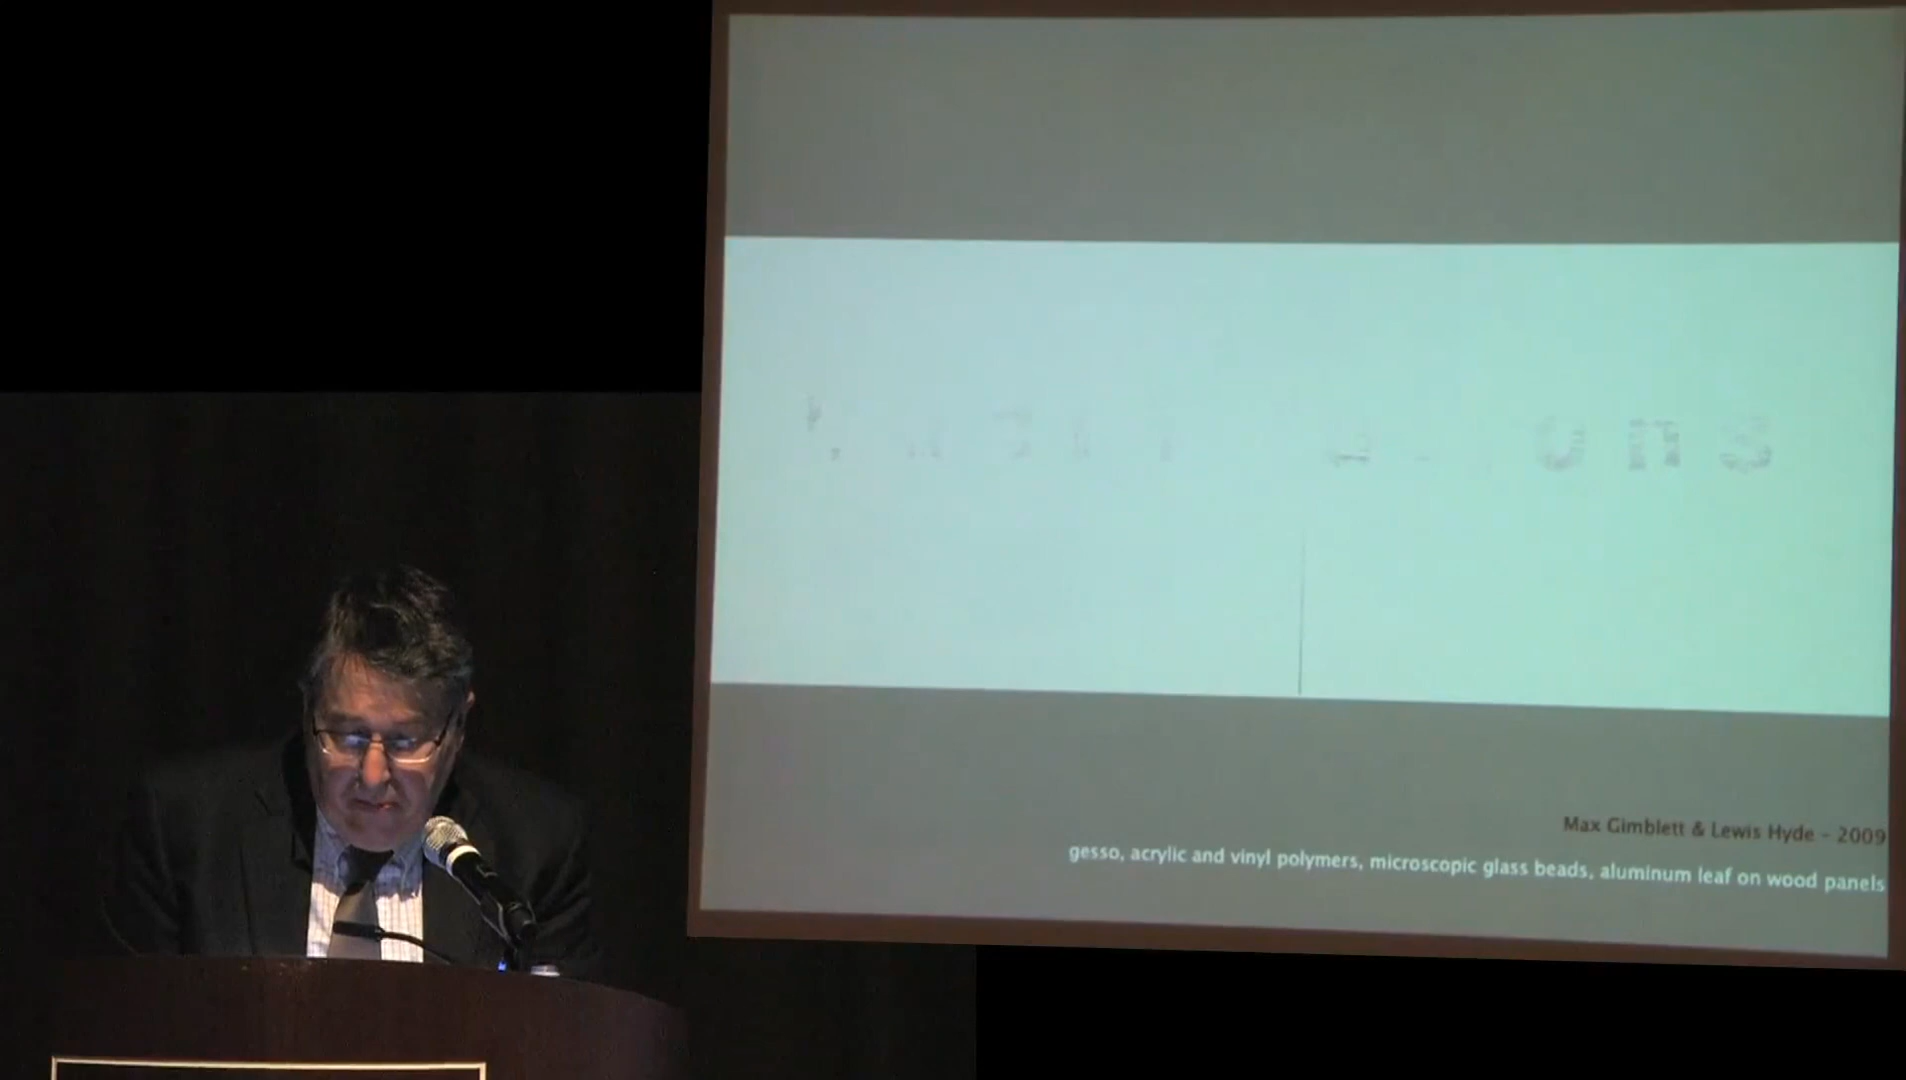 Max Gimblett & Lewis Hyde - 2009
gesso, acrylic and vinyl polymers, microscopic glass beads, aluminum leaf on wood panels